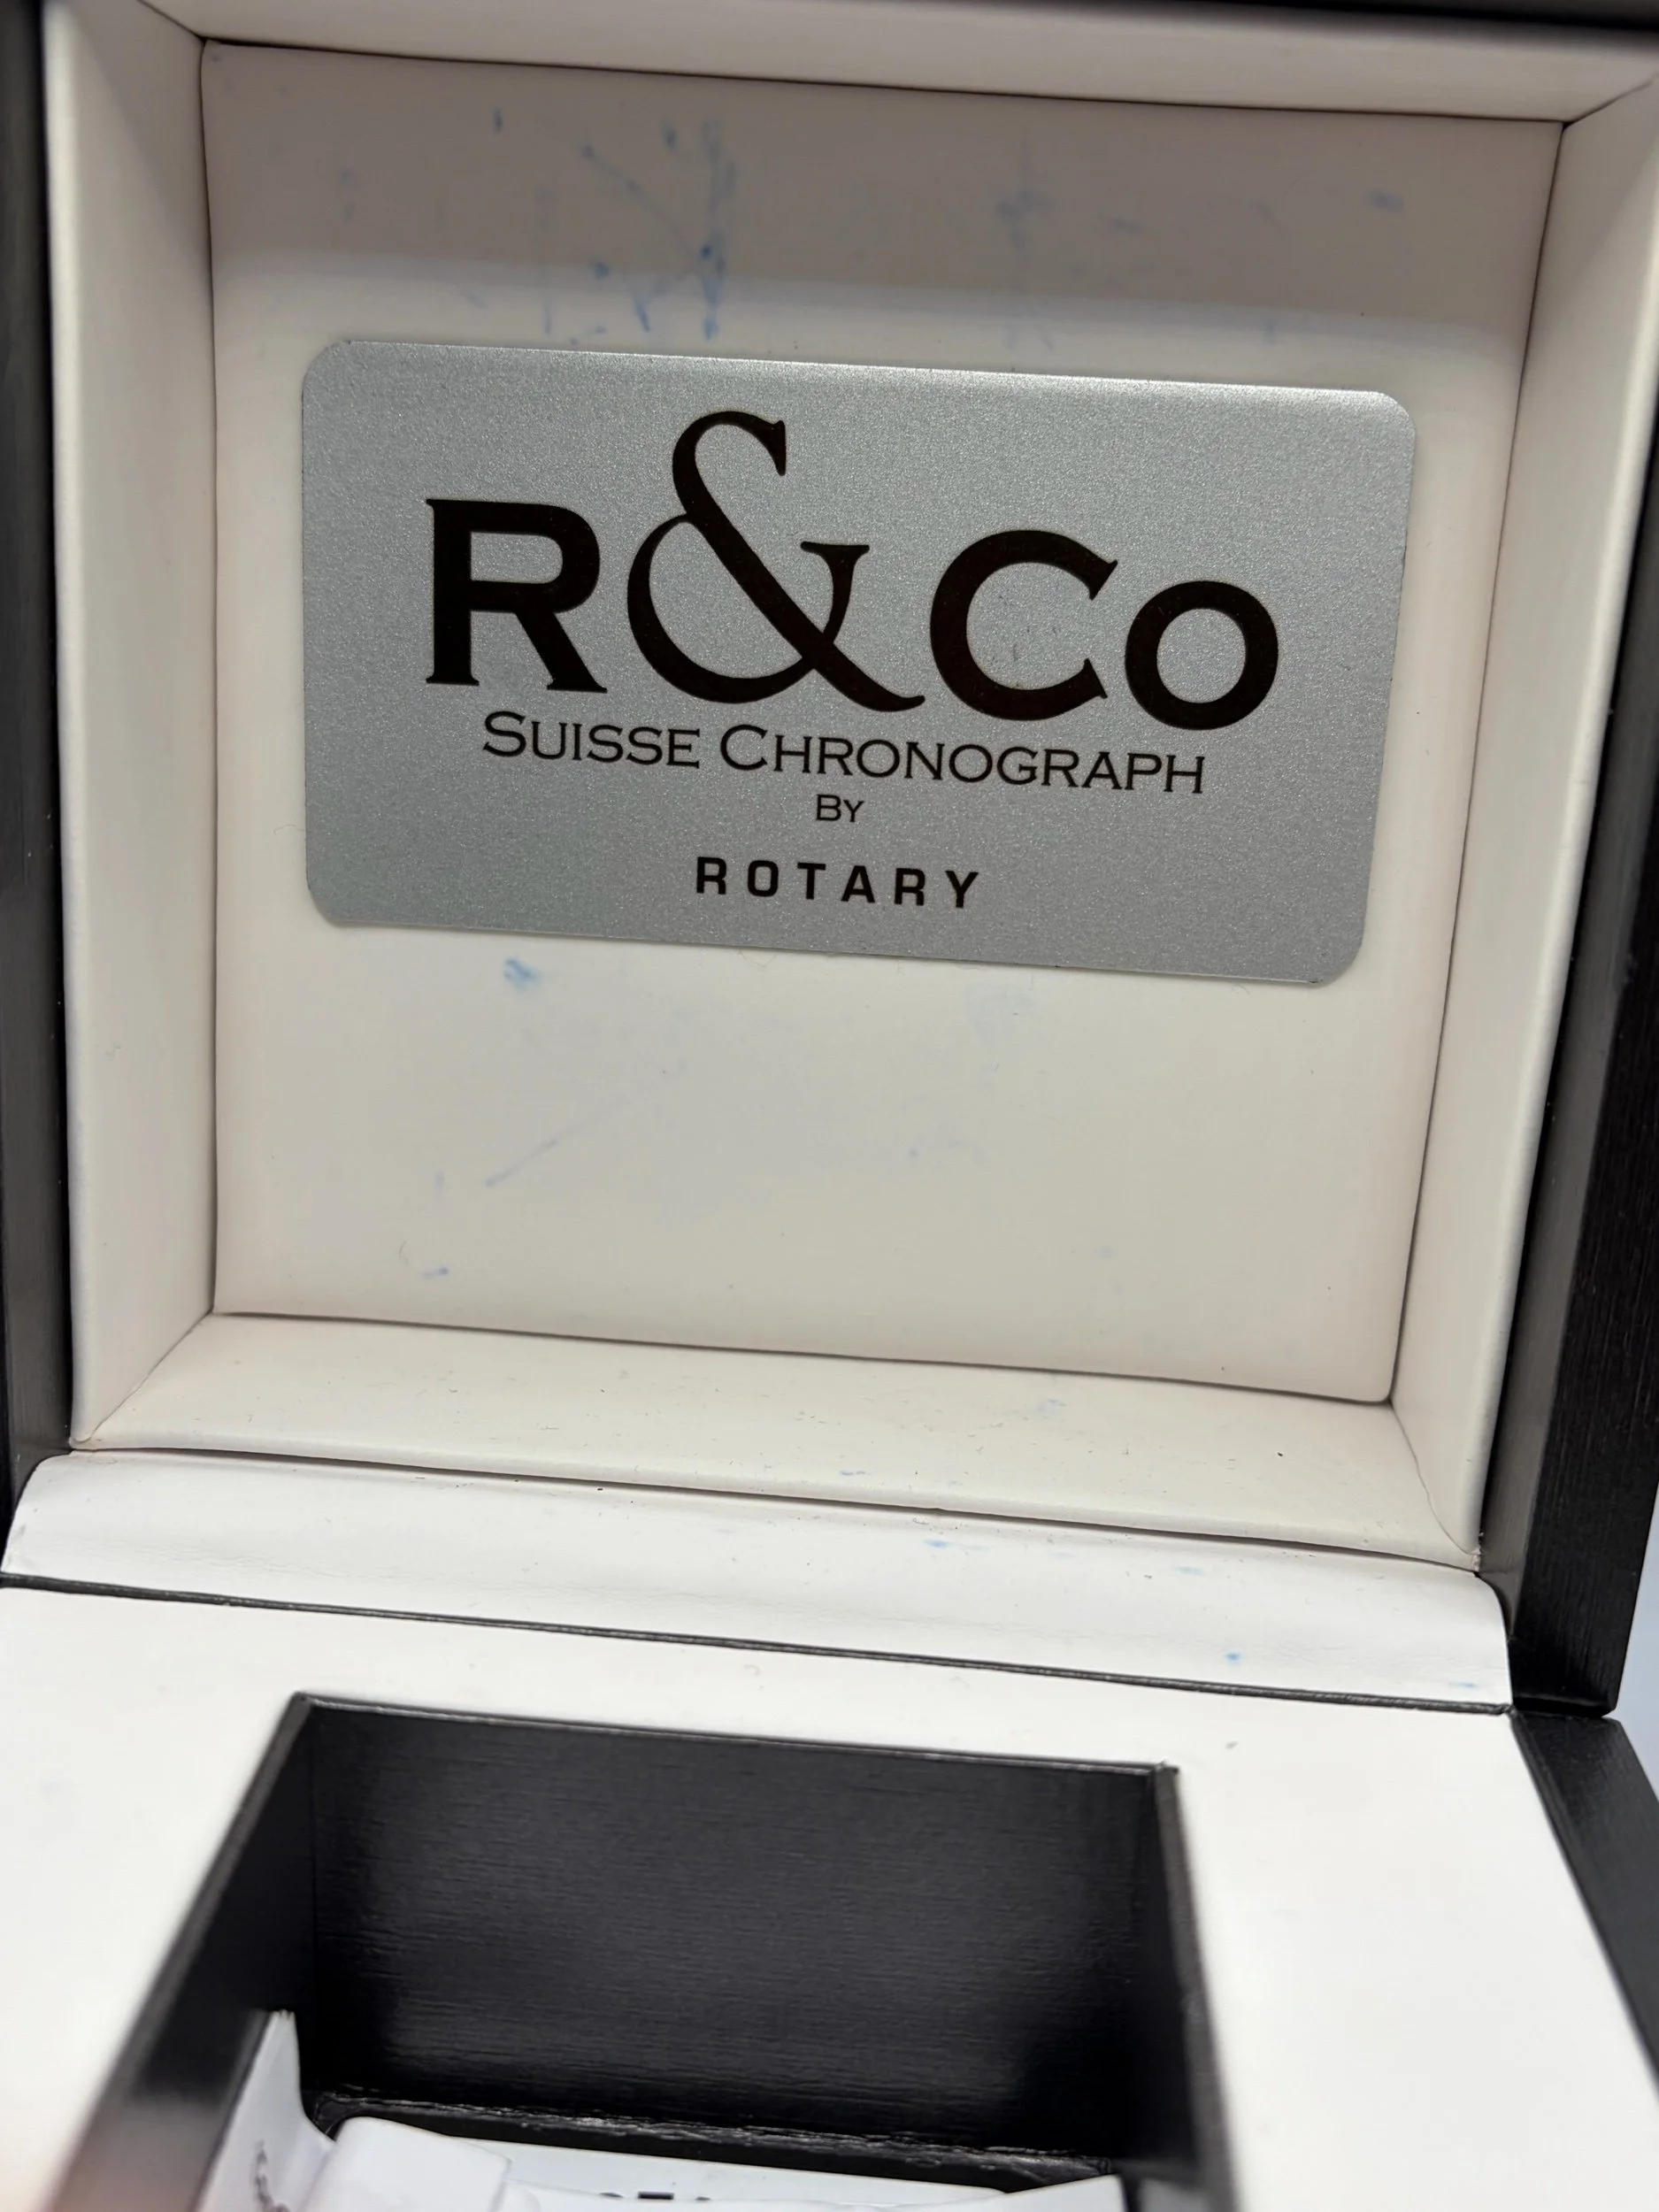 R&Co
SUISSE CHRONOGRAPH
BY
ROTARY